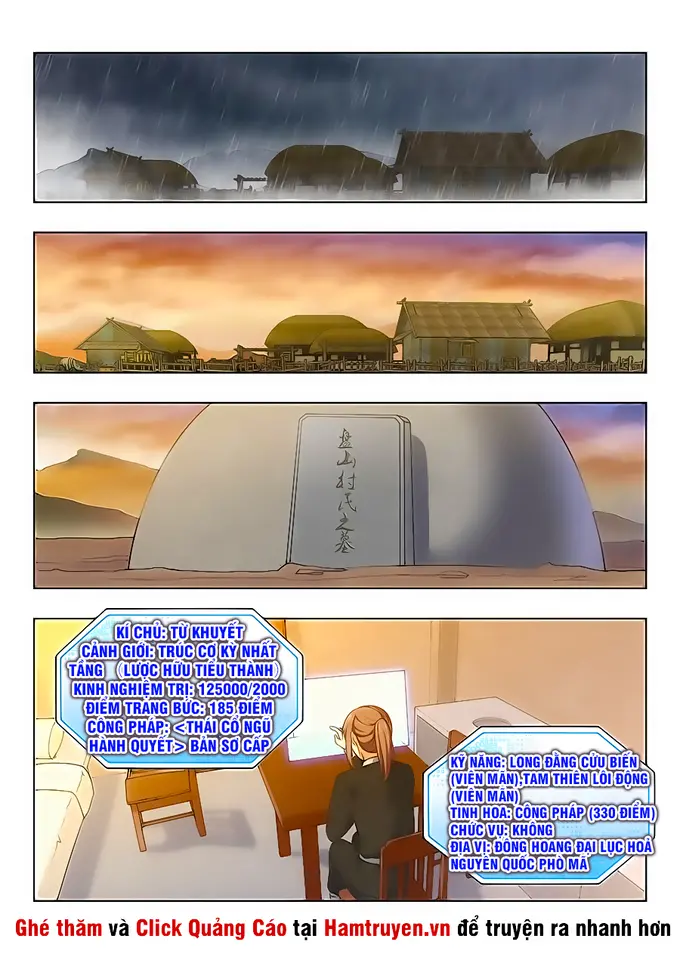 盘山村民之墓
KÍ CHỦ: TỪ KHUYẾT
CẢNH GIỚI: TRÚC CƠ KỲ NHẤT
TẦNG (LƯỢC HỮU TIỂU THÀNH)
KINH NGHIỆM TRỊ: 125000/2000
ĐIỂM TRANG BỨC: 185 ĐIỂM
CÔNG PHÁP: <THÁI CỔ NGŨ
HÀNH QUYẾT> BẢN SƠ CẤP
KỸ NĂNG: LONG ĐẰNG CỬU BIẾN
(VIÊN MÃN),TAM THIÊN LÔI ĐỘNG
(VIÊN MÃN)
TINH HOA: CÔNG PHÁP (330 ĐIỂM)
CHỨC VỤ: KHÔNG
ĐỊA VỊ: ĐÔNG HOANG ĐẠI LỤC HOẢ
NGUYÊN QUỐC PHÒ MÃ
Ghé thăm và Click Quảng Cáo tại Hamtruyen.vn để truyện ra nhanh hơn